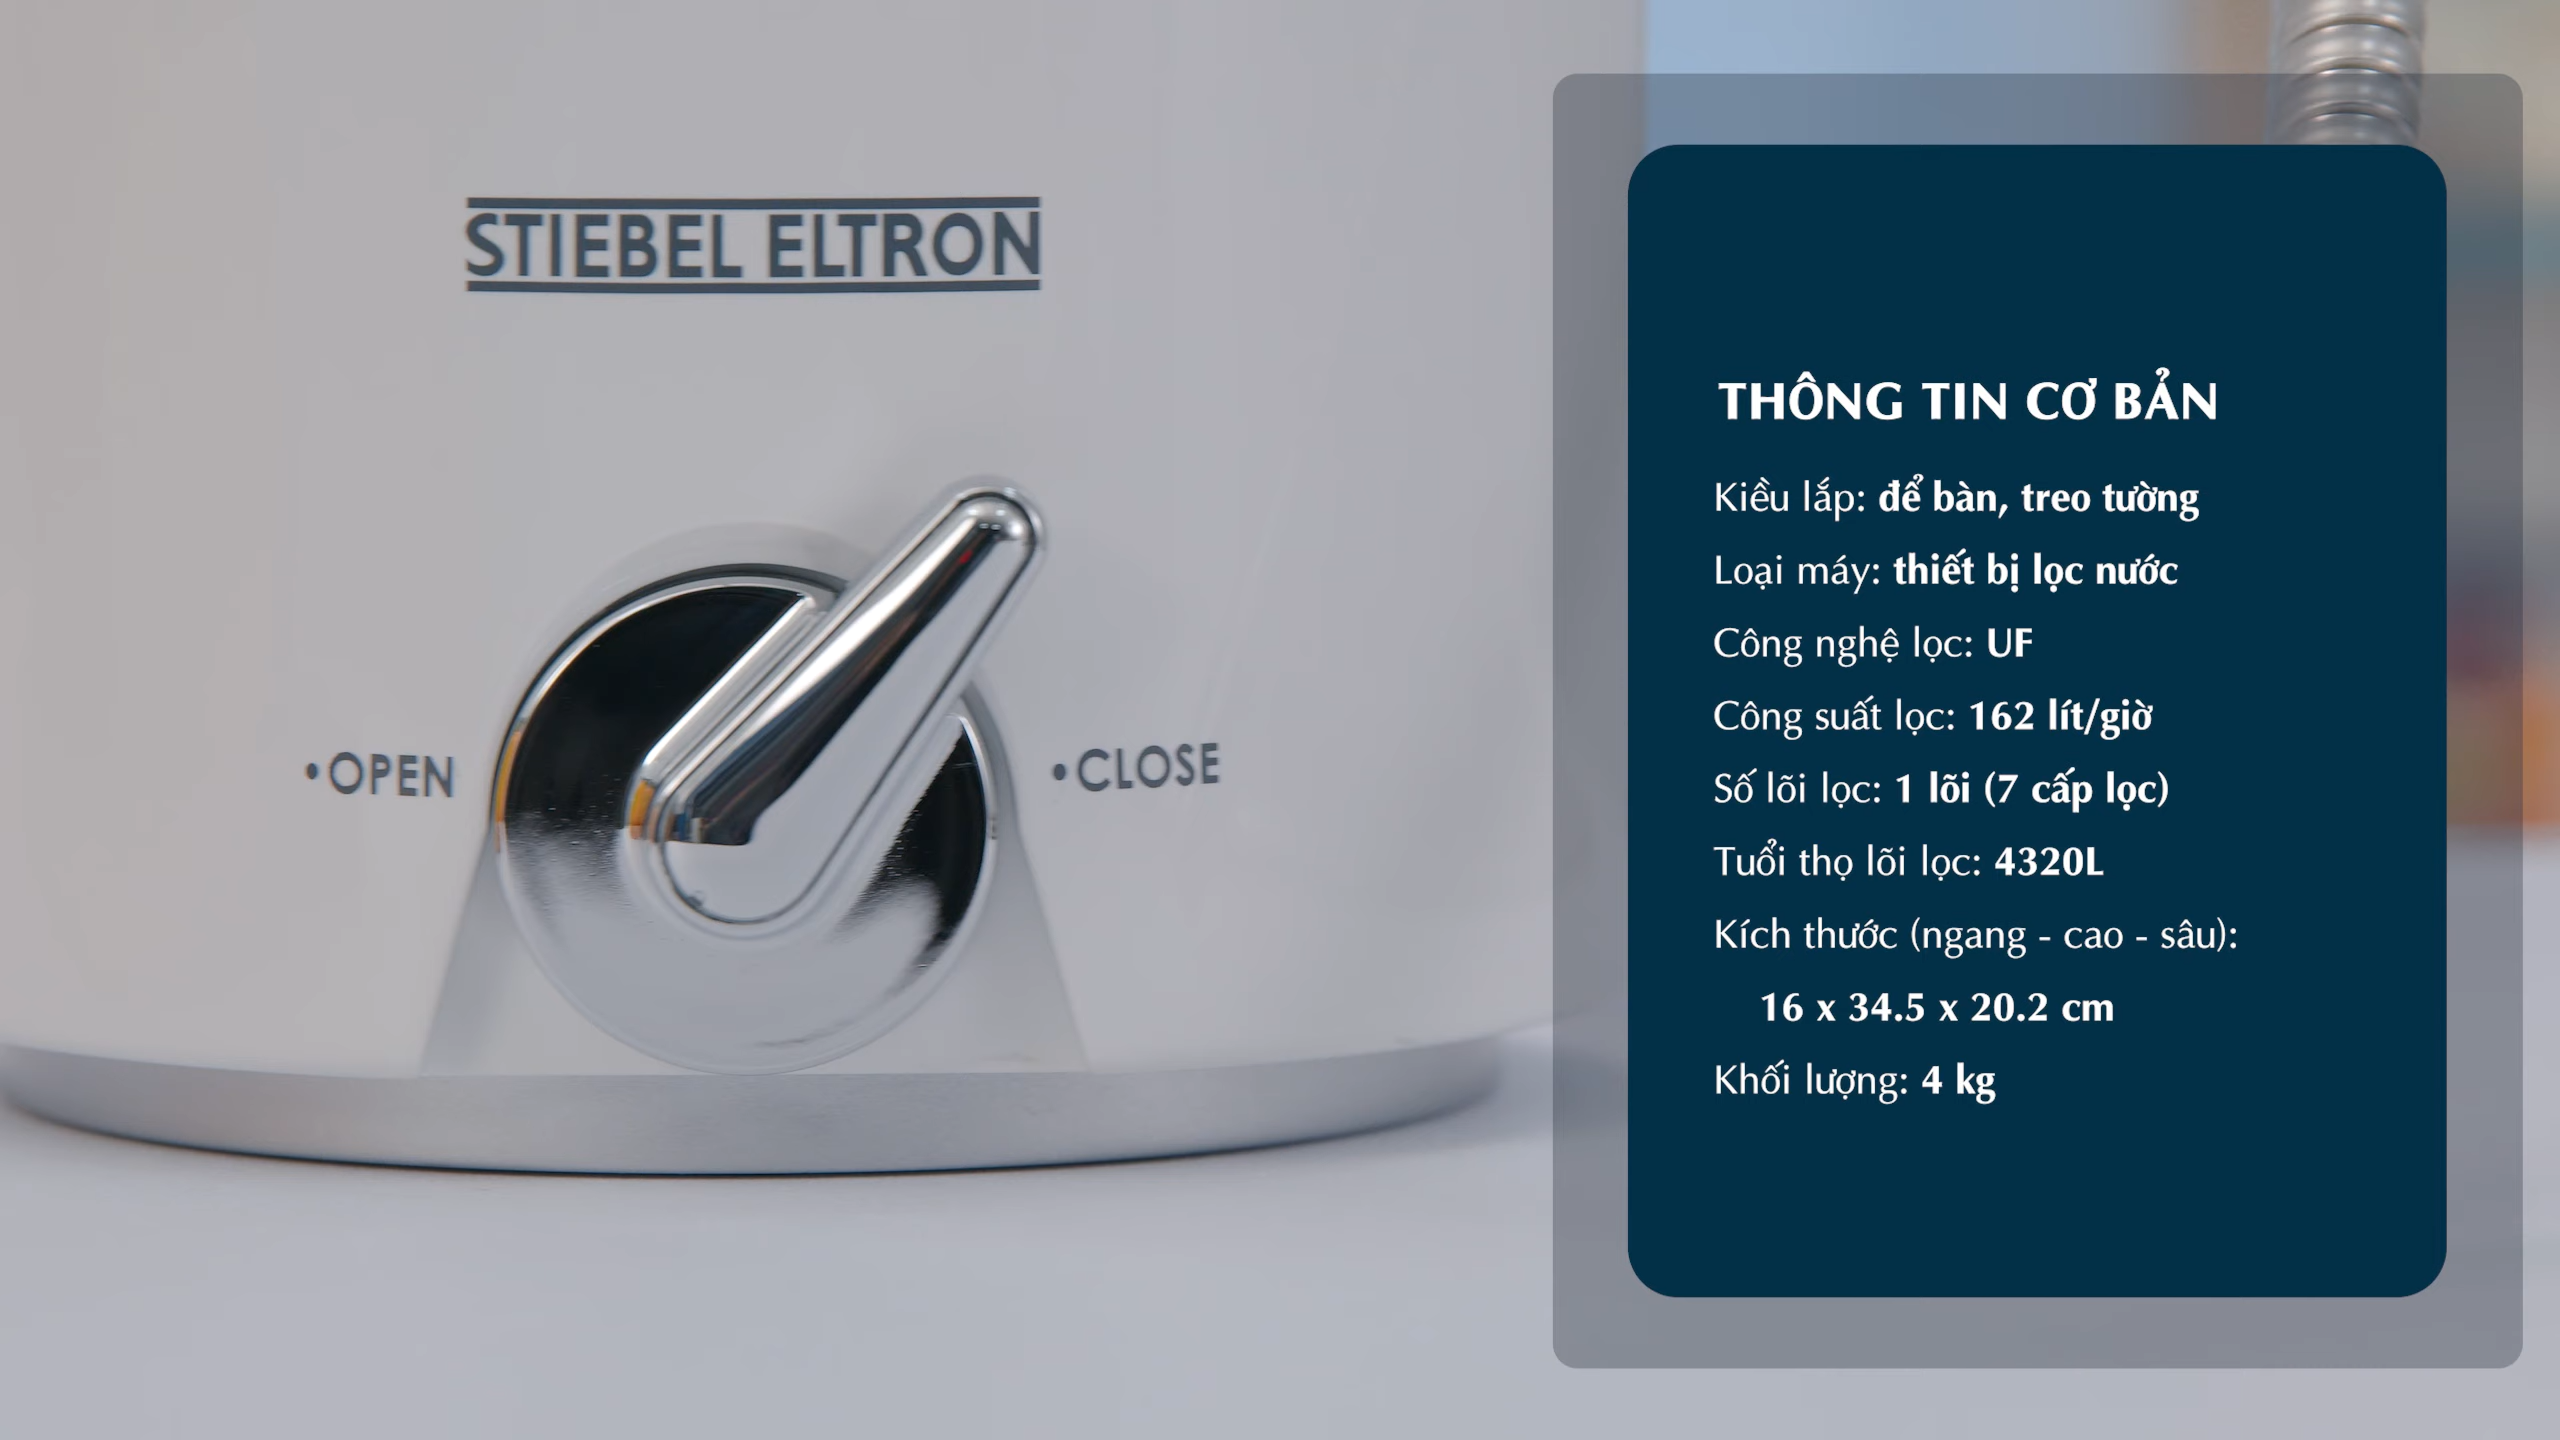 STIEBEL ELTRON
•OPEN
•CLOSE
THÔNG TIN CƠ BẢN
Kiều lắp: để bàn, treo tường
Loại máy: thiết bị lọc nước
Công nghệ lọc: UF
Công suất lọc: 162 lít/giờ
Số lõi lọc: 1 lõi (7 cấp lọc)
Tuổi thọ lõi lọc: 4320L
Kích thước (ngang - cao - sâu):
16 x 34.5 x 20.2 cm
Khối lượng: 4 kg